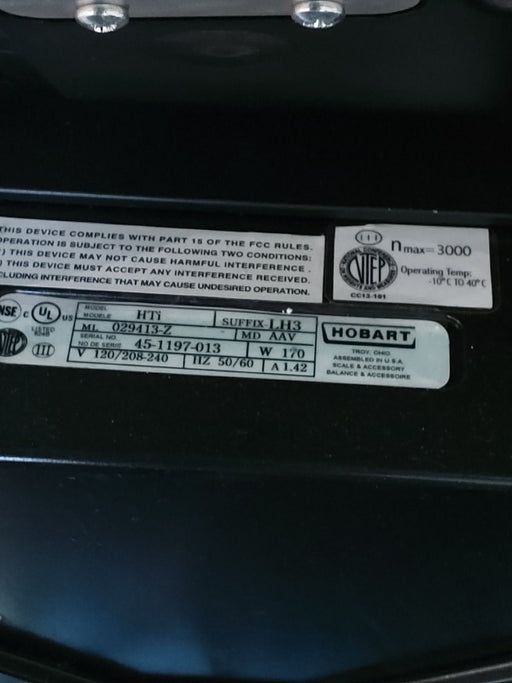 THIS DEVICE COMPLIES WITH PART 15 OF THE FCC RULES.
OPERATION IS SUBJECT TO THE FOLLOWING TWO CONDITIONS:
) THIS DEVICE MAY NOT CAUSE HARMFUL INTERFERENCE.
) THIS DEVICE MUST ACCEPT ANY INTERFERENCE RECEIVED.
CLUDING INTERFERENCE THAT MAY CAUSE UNDESIRED OPERATION.
III nmax=3000
NTEP
Operating Temp:
-10°C TO 40°C
CC13-101
NSF c UL US
LISTED
NTEP III
MODEL
MODELE HTi SUFFIX-LH3
ML 029413-Z MD AAV
SERIAL NO.
NO DE SERIE 45-1197-013 W 170
V 120/208-240 HZ 50/60 A 1.42
HOBART
TROY, OHIO
ASSEMBLED IN U.S.A.
SCALE & ACCESSORY
BALANCE & ACCESSOIRE